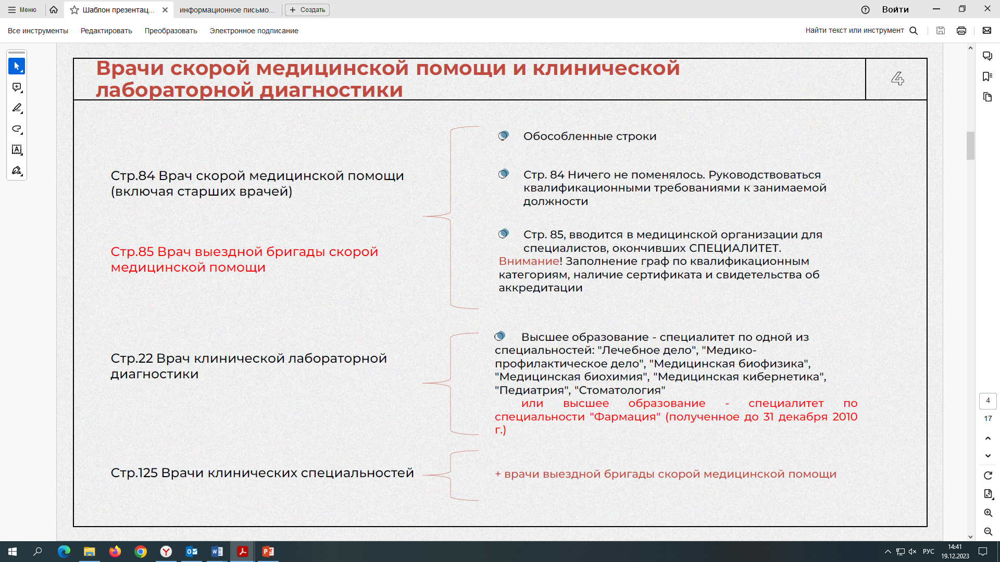 Меню
Шаблон презентац...
информационное письмо...
Создать
Войти
Все инструменты
Редактировать
Преобразовать
Электронное подписание
Найти текст или инструмент
Врачи скорой медицинской помощи и клинической
лабораторной диагностики
4
Стр.84 Врач скорой медицинской помощи
(включая старших врачей)
Стр.85 Врач выездной бригады скорой
медицинской помощи
Обособленные строки
Стр. 84 Ничего не поменялось. Руководствоваться
квалификационными требованиями к занимаемой
должности
Стр. 85, вводится в медицинской организации для
специалистов, окончивших СПЕЦИАЛИТЕТ.
Внимание! Заполнение граф по квалификационным
категориям, наличие сертификата и свидетельства об
аккредитации
Стр.22 Врач клинической лабораторной
диагностики
Высшее образование - специалитет по одной из
специальностей: "Лечебное дело", "Медико-
профилактическое дело", "Медицинская биофизика",
"Медицинская биохимия", "Медицинская кибернетика",
"Педиатрия", "Стоматология"
или высшее образование - специалитет по
специальности "Фармация" (полученное до 31 декабря 2010
г.)
Стр.125 Врачи клинических специальностей
+ врачи выездной бригады скорой медицинской помощи
4
17
РУС
14:41
19.12.2023